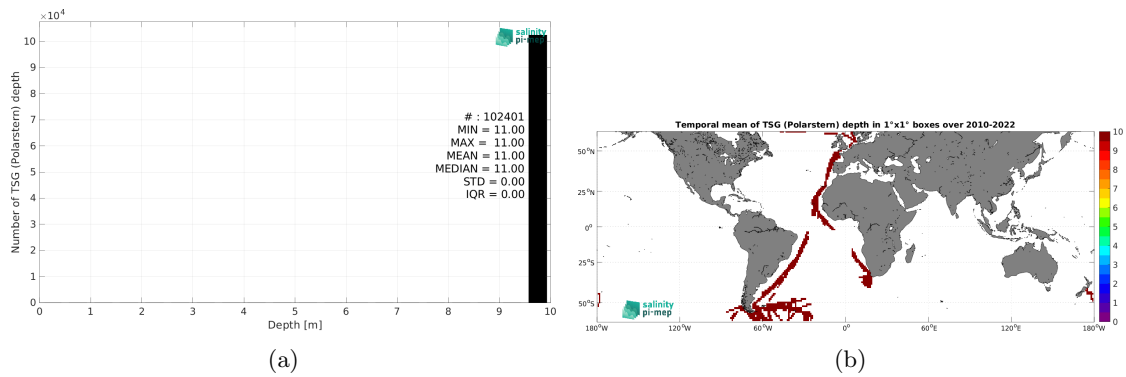 ×10⁴
10
9
8
7
6
5
4
3
2
1
0
Number of TSG (Polarstern) depth
salinity
pi-mep
# : 102401
MIN = 11.00
MAX = 11.00
MEAN = 11.00
MEDIAN = 11.00
STD = 0.00
IQR = 0.00
0 1 2 3 4 5 6 7 8 9 10
Depth [m]
(a)
Temporal mean of TSG (Polarstern) depth in 1°x1° boxes over 2010-2022
50°N
25°N
0°
25°S
50°S
salinity
pi-mep
180°W 120°W 60°W 0° 60°E 120°E 180°W
10
9
8
7
6
5
4
3
2
1
0
(b)